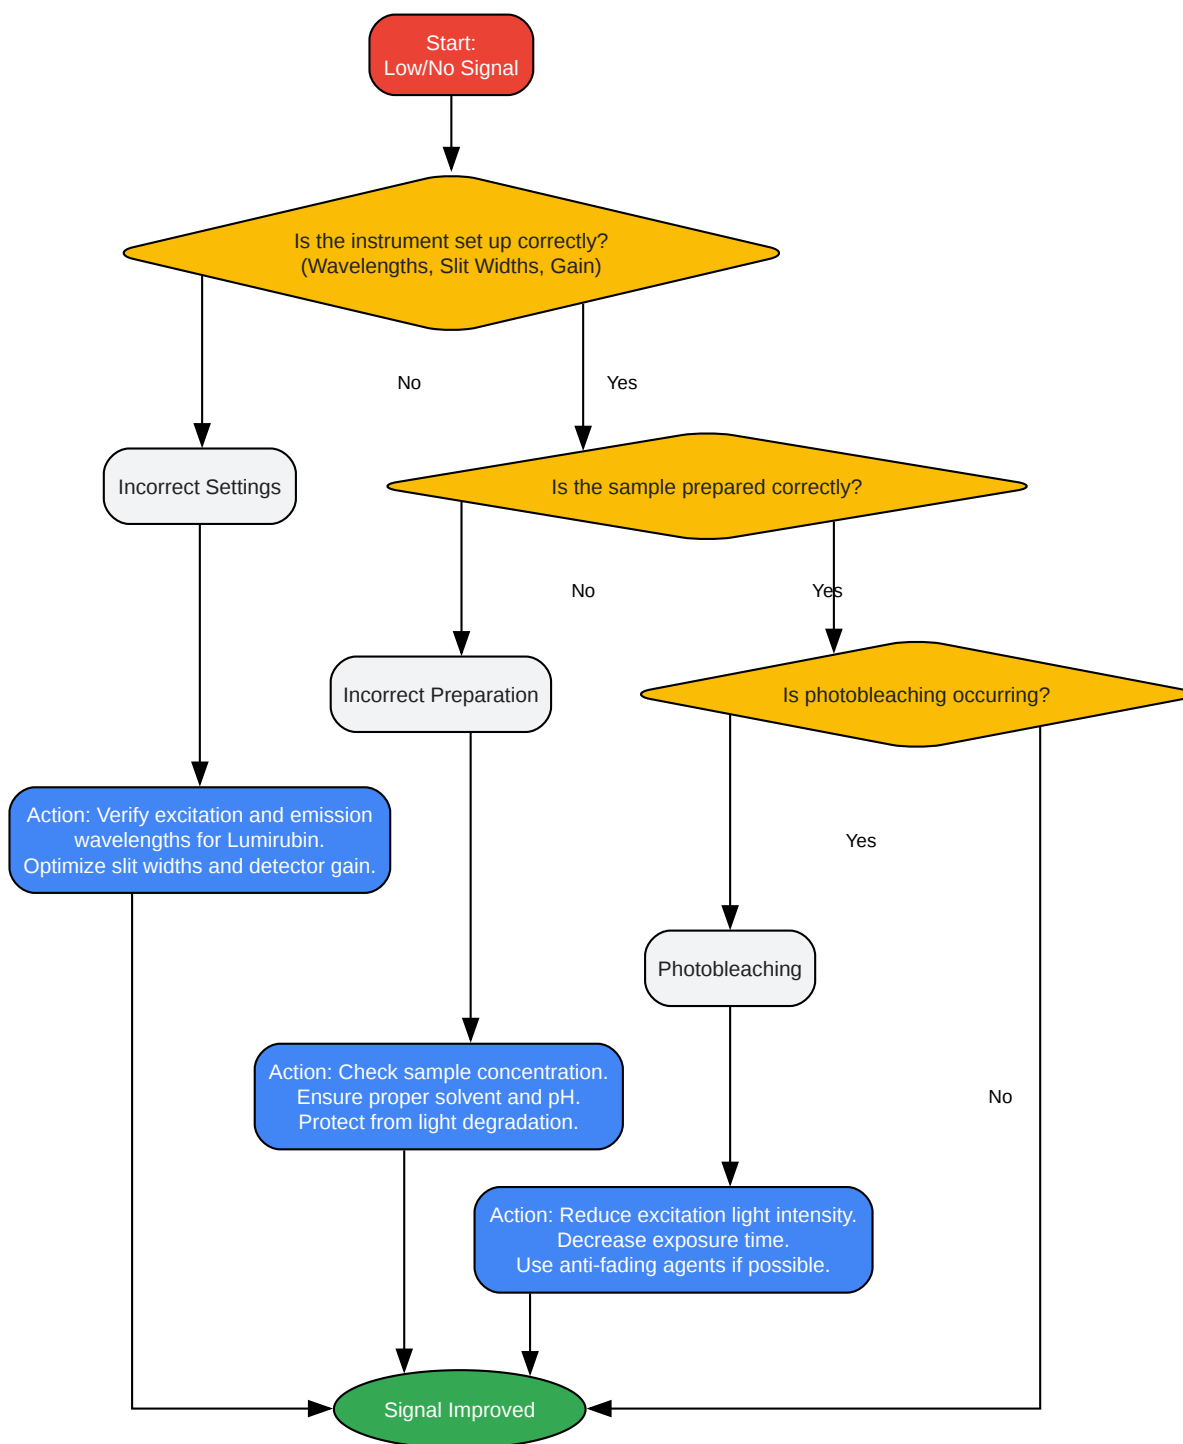 Start:
Low/No Signal
Is the instrument set up correctly?
(Wavelengths, Slit Widths, Gain)
No
Yes
Incorrect Settings
Is the sample prepared correctly?
No
Yes
Incorrect Preparation
Is photobleaching occurring?
Action: Verify excitation and emission
wavelengths for Lumirubin.
Optimize slit widths and detector gain.
Yes
Photobleaching
Action: Check sample concentration.
Ensure proper solvent and pH.
Protect from light degradation.
No
Action: Reduce excitation light intensity.
Decrease exposure time.
Use anti-fading agents if possible.
Signal Improved